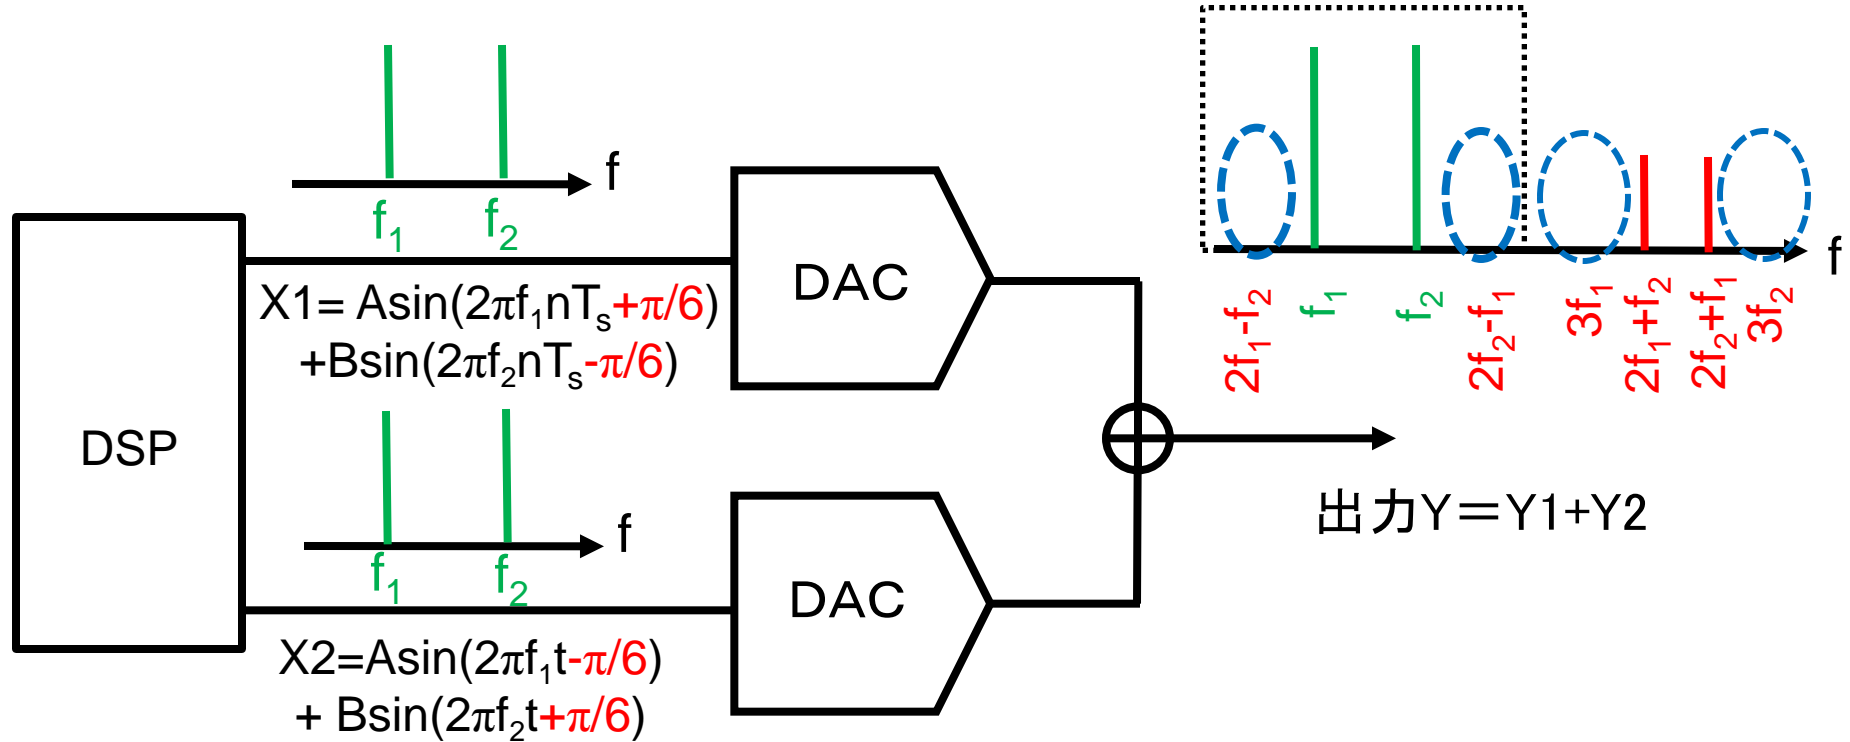 f
f₁ f₂
X1= Asin(2πf₁nTₛ+π/6)
+Bsin(2πf₂nTₛ-π/6)
DSP
DAC
f
f₁ f₂
X2=Asin(2πf₁t-π/6)
+ Bsin(2πf₂t+π/6)
DAC
f
2f₁-f₂
f₁
f₂
2f₂-f₁
3f₁
2f₁+f₂
2f₂+f₁
3f₂
出力Y=Y1+Y2